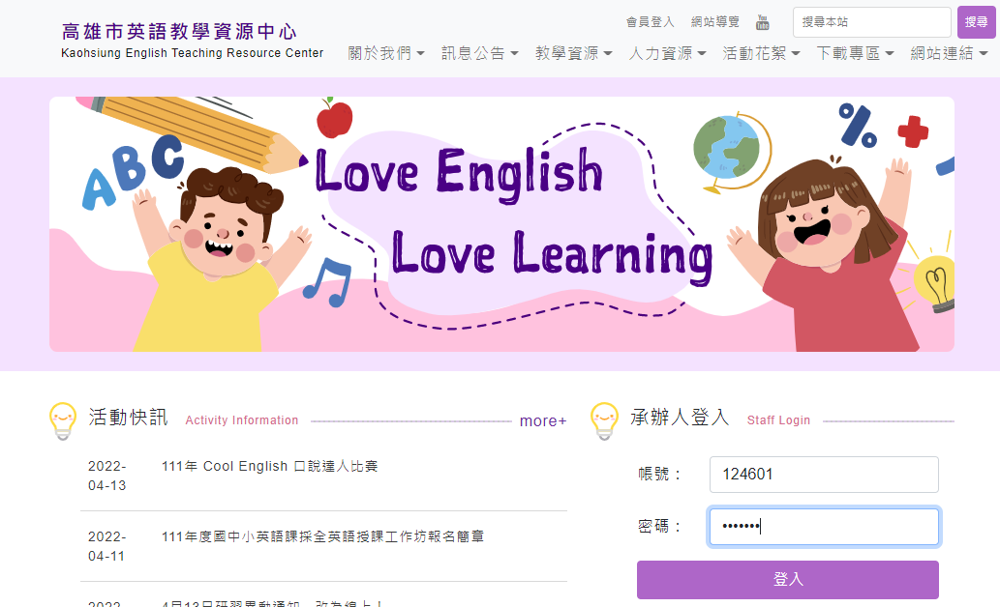 高雄市英語教學資源中心
Kaohsiung English Teaching Resource Center
會員登入 網站導覽 You Tube 搜尋本站 搜尋
關於我們 訊息公告 教學資源 人力資源 活動花絮 下載專區 網站連結
ABC
Love English
Love Learning
活動快訊 Activity Information more+
2022-04-13 111年 Cool English 口說達人比賽
2022-04-11 111年度國中小英語課採全英語授課工作坊報名簡章
2022 4月13日研習異動通知，改為線上！
承辦人登入 Staff Login
帳號： 124601
密碼： •••••••
登入